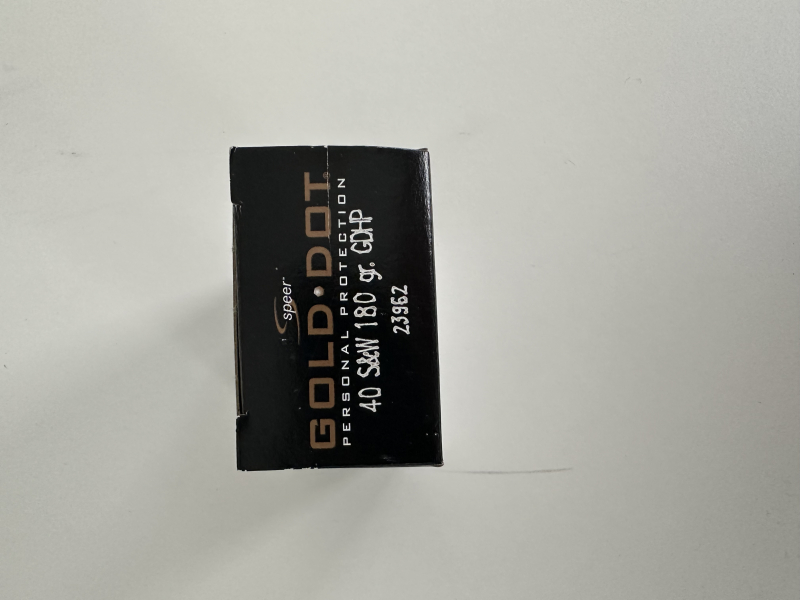 speer
GOLD DOT®
PERSONAL PROTECTION
40 S&W 180 gr. GDHP
23962